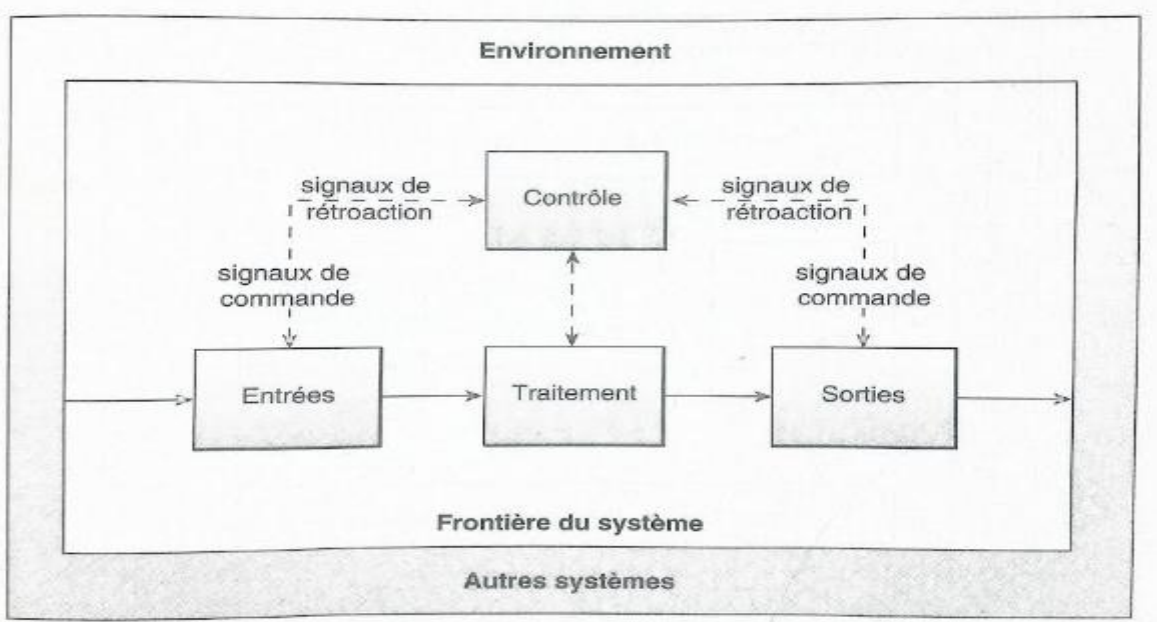 Environnement
Contrôle
signaux de
rétroaction
signaux de
rétroaction
signaux de
commande
signaux de
commande
Entrées
Traitement
Sorties
Frontière du système
Autres systèmes